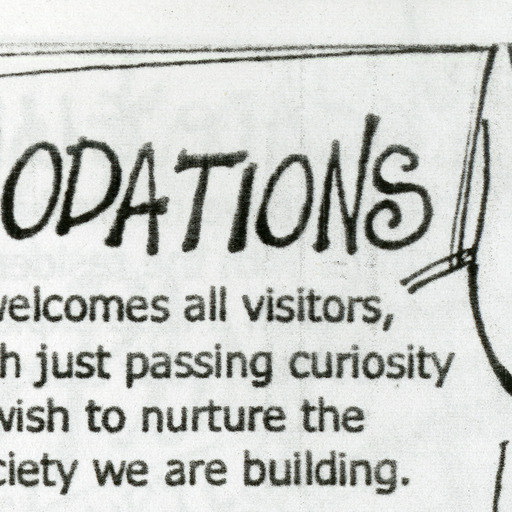 ODATIONS
welcomes all visitors,
h just passing curiosity
wish to nurture the
ciety we are building.